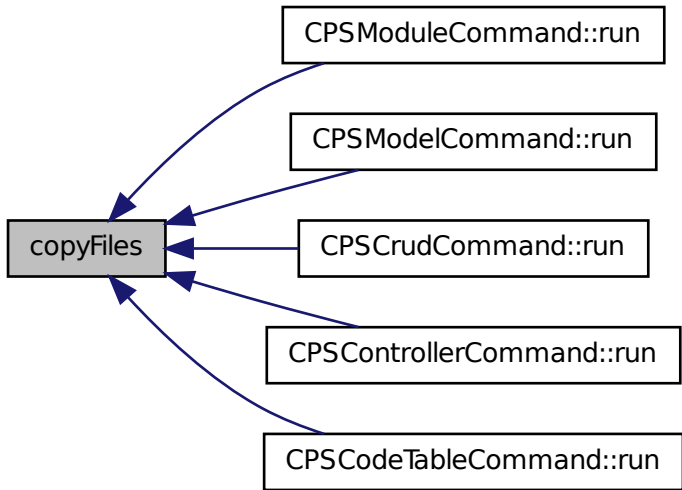 CPSModuleCommand::run
CPSModelCommand::run
copyFiles
CPSCrudCommand::run
CPSControllerCommand::run
CPSCodeTableCommand::run